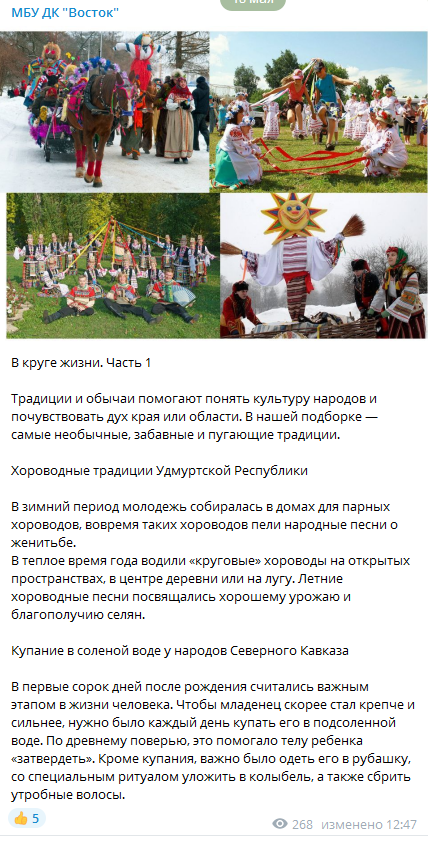 16 мая
МБУ ДК "Восток"
В круге жизни. Часть 1
Традиции и обычаи помогают понять культуру народов и
почувствовать дух края или области. В нашей подборке —
самые необычные, забавные и пугающие традиции.
Хороводные традиции Удмуртской Республики
В зимний период молодежь собиралась в домах для парных
хороводов, вовремя таких хороводов пели народные песни о
женитьбе.
В теплое время года водили «круговые» хороводы на открытых
пространствах, в центре деревни или на лугу. Летние
хороводные песни посвящались хорошему урожаю и
благополучию селян.
Купание в соленой воде у народов Северного Кавказа
В первые сорок дней после рождения считались важным
этапом в жизни человека. Чтобы младенец скорее стал крепче и
сильнее, нужно было каждый день купать его в подсоленной
воде. По древнему поверью, это помогало телу ребенка
«затвердеть». Кроме купания, важно было одеть его в рубашку,
со специальным ритуалом уложить в колыбель, а также сбрить
утробные волосы.
5
268 изменено 12:47